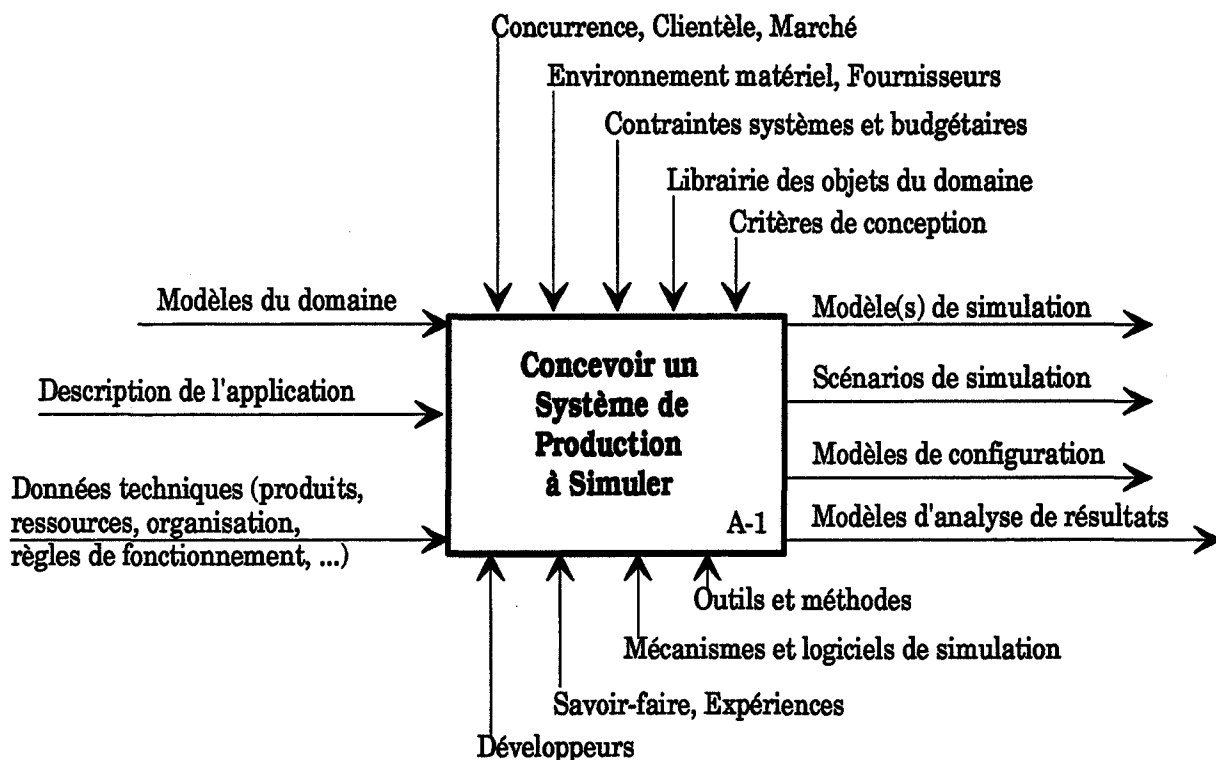 Concurrence, Clientèle, Marché
Environnement matériel, Fournisseurs
Contraintes systèmes et budgétaires
Librairie des objets du domaine
Critères de conception
Modèles du domaine
Description de l'application
Données techniques (produits,
ressources, organisation,
règles de fonctionnement, ...)
Concevoir un
Système de
Production
à Simuler
A-1
Modèle(s) de simulation
Scénarios de simulation
Modèles de configuration
Modèles d'analyse de résultats
Outils et méthodes
Mécanismes et logiciels de simulation
Savoir-faire, Expériences
Développeurs